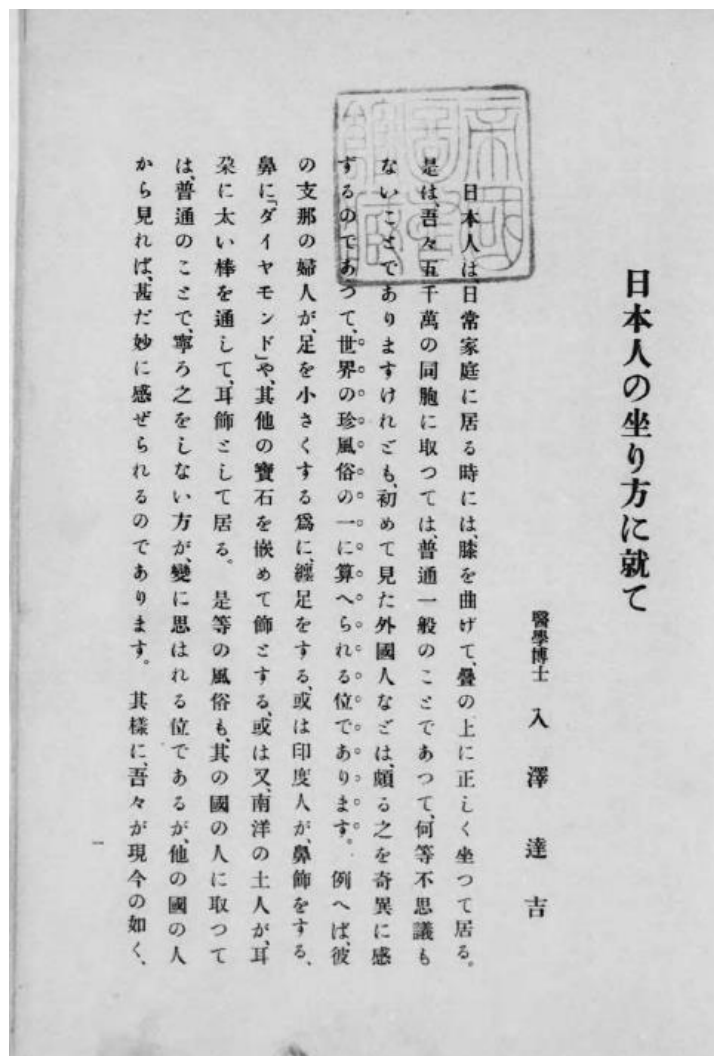 日本人の坐り方に就て
醫學博士 入澤達吉
日本人は、日常家庭に居る時には、膝を曲げて、疊の上に正しく坐つて居る。
是は、吾々五千萬の同胞に取つては、普通一般のことであつて、何等不思議も
ないことでありますけれども、初めて見た外國人などは、頗る之を奇異に感
ずるのであつて、世界の珍風俗の一に算へられる位であります。例へば、彼
の支那の婦人が、足を小さくする爲に、纏足をする、或は印度人が、鼻飾をする、
鼻に「ダイヤモンド」や、其他の寶石を嵌めて飾とする、或は又、南洋の土人が、耳
朶に太い棒を通して、耳飾として居る。是等の風俗も、其の國の人に取つて
は、普通のことで、寧ろ之をしない方が、變に思はれる位であるが、他の國の人
から見れば、甚だ妙に感ぜられるのであります。其樣に、吾々が現今の如く、
一
帝國圖書館藏